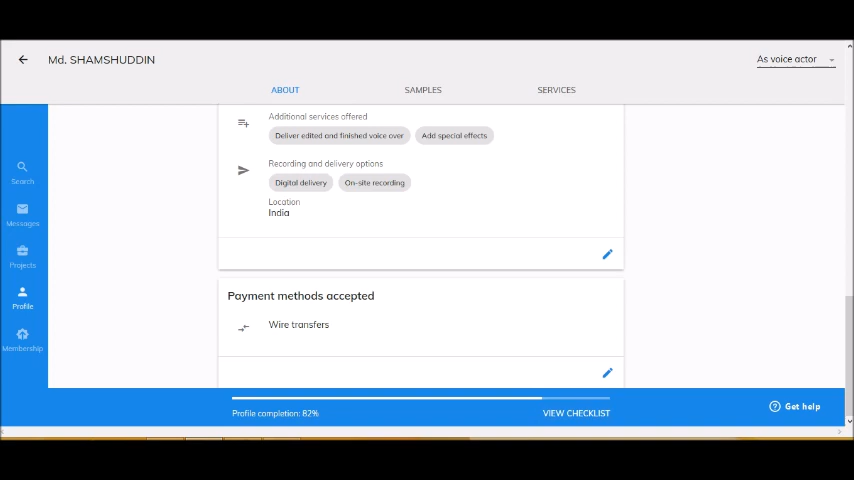 Md. SHAMSHUDDIN
As voice actor
ABOUT
SAMPLES
SERVICES
Additional services offered
Deliver edited and finished voice over
Add special effects
Recording and delivery options
Digital delivery
On-site recording
Location
India
Search
Messages
Projects
Profile
Membership
Payment methods accepted
Wire transfers
Profile completion: 82%
VIEW CHECKLIST
Get help